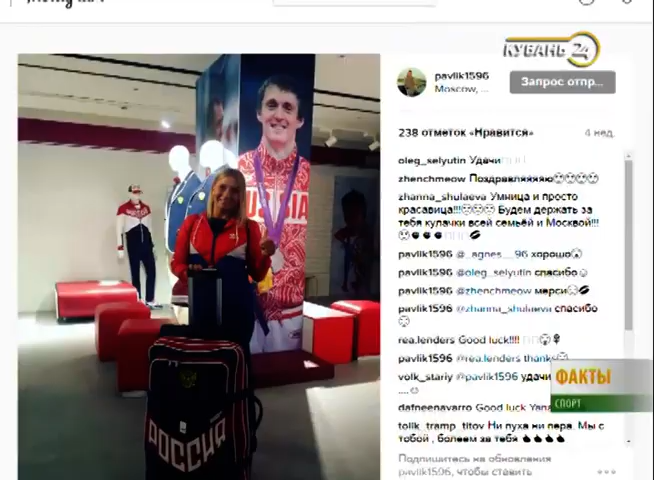 КУБАНЬ 24
pavlik1596
Moscow, ...
Запрос отпр...
238 отметок «Нравится»
4 нед.
oleg_selyutin Удачи
zhenchmeow Поздравляяяяю
zhanna_shulaeva Умница и просто
красавица!!! Будем держать за
тебя кулачки всей семьёй и Москвой!!!
pavlik1596 @_agnes__96 хорошо
pavlik1596 @oleg_selyutin спасибо
pavlik1596 @zhenchmeow мерси
pavlik1596 @zhanna_shulaeva спасибо
rea.lenders Good luck!!!!
pavlik1596 @rea.lenders thanks
volk_stariy @pavlik1596 удачи
....
dafneenavarro Good luck Yana
tolik_tramp_titov Ни пуха ни пера. Мы с
тобой , болеем за тебя
Подпишитесь на обновления
pavlik1596, чтобы ставить
ФАКТЫ
СПОРТ
RUSSIA
РОССИЯ